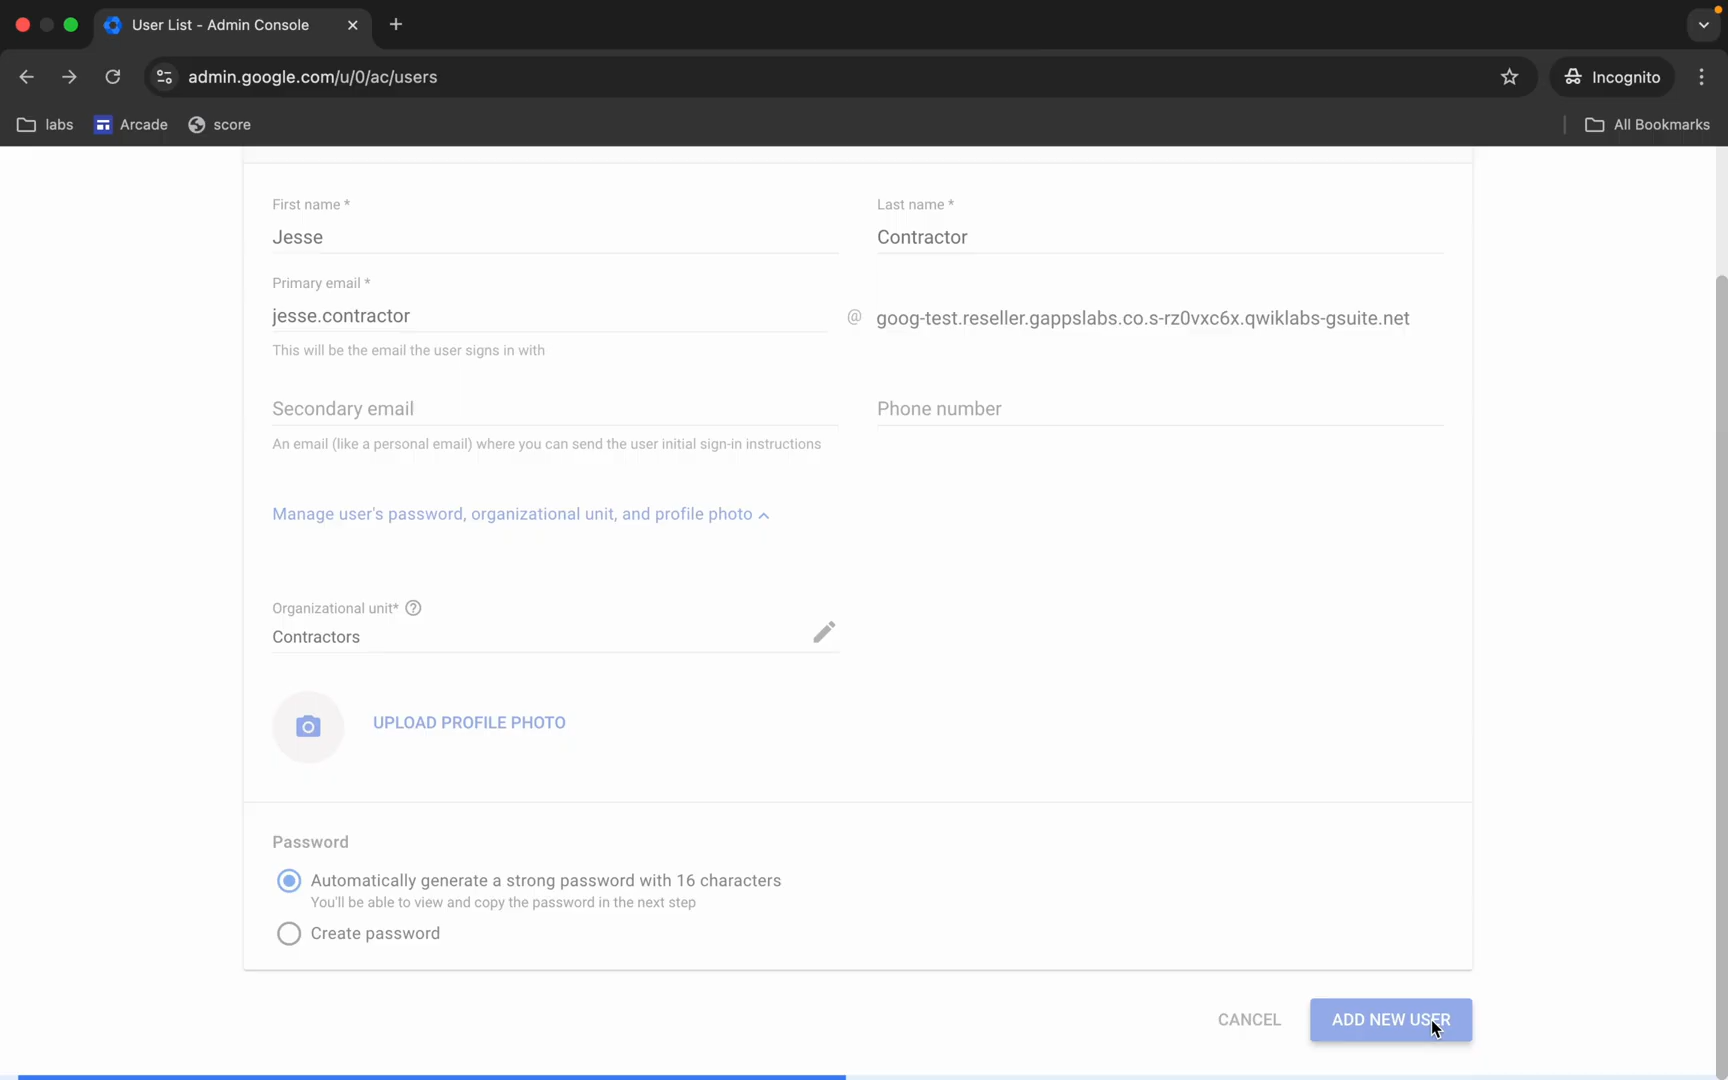 User List - Admin Console
admin.google.com/u/0/ac/users
Incognito
labs
Arcade
score
All Bookmarks
First name *
Last name *
Jesse
Contractor
Primary email *
jesse.contractor
@ goog-test.reseller.gappslabs.co.s-rz0vxc6x.qwiklabs-gsuite.net
This will be the email the user signs in with
Secondary email
Phone number
An email (like a personal email) where you can send the user initial sign-in instructions
Manage user's password, organizational unit, and profile photo
Organizational unit*
Contractors
UPLOAD PROFILE PHOTO
Password
Automatically generate a strong password with 16 characters
You'll be able to view and copy the password in the next step
Create password
CANCEL
ADD NEW USER